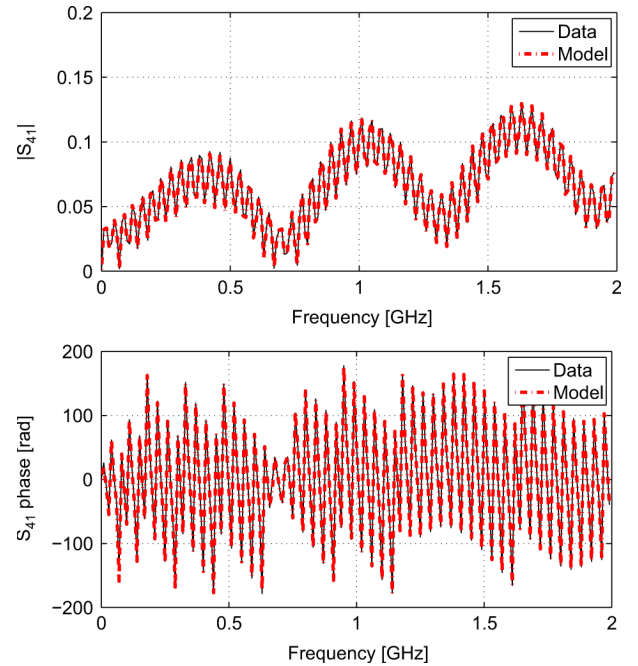 0.2
0.15
0.1
0.05
0
|S41|
Data
Model
0 0.5 1 1.5 2
Frequency [GHz]
200
100
0
−100
−200
S41 phase [rad]
Data
Model
0 0.5 1 1.5 2
Frequency [GHz]